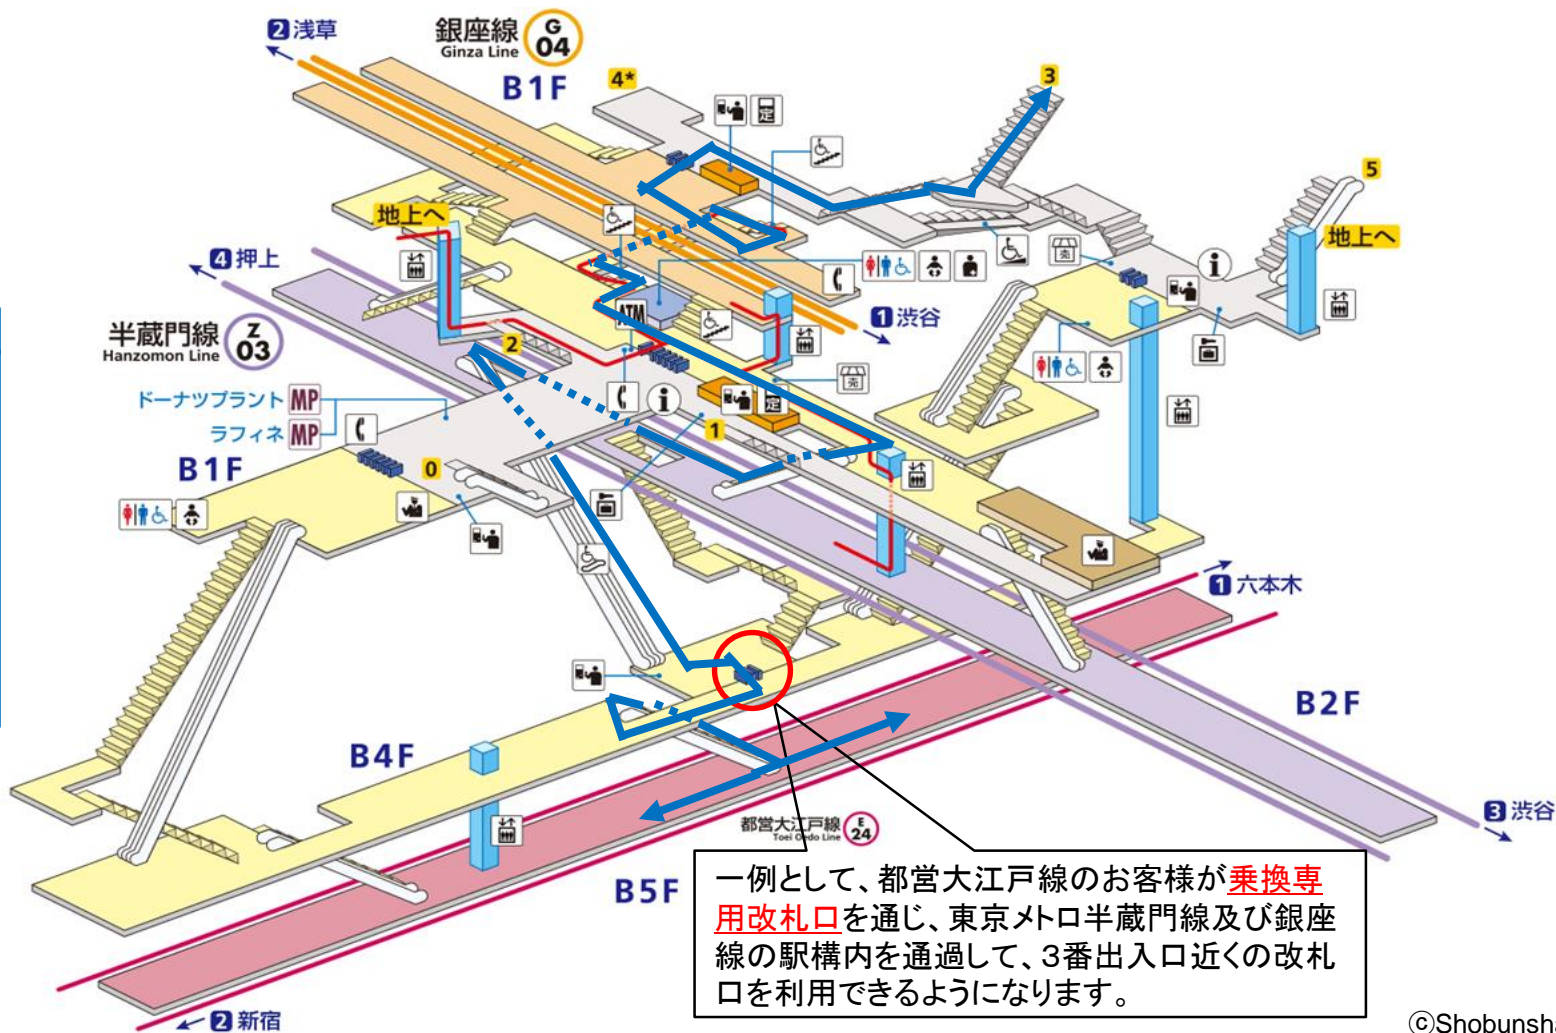 2 浅草
銀座線
Ginza Line
G
04
B1F
4*
定
3
5
地上へ
地上へ
4 押上
売
1 渋谷
半蔵門線
Hanzomon Line
Z
03
ATM
2
売
定
ドーナツプラント MP
ラフィネ MP
1
B1F
0
1 六本木
B2F
B4F
3 渋谷
都営大江戸線
Toei Oedo Line
E
24
B5F
一例として、都営大江戸線のお客様が乗換専
用改札口を通じ、東京メトロ半蔵門線及び銀座
線の駅構内を通過して、３番出入口近くの改札
口を利用できるようになります。
2 新宿
ⓒShobunsha